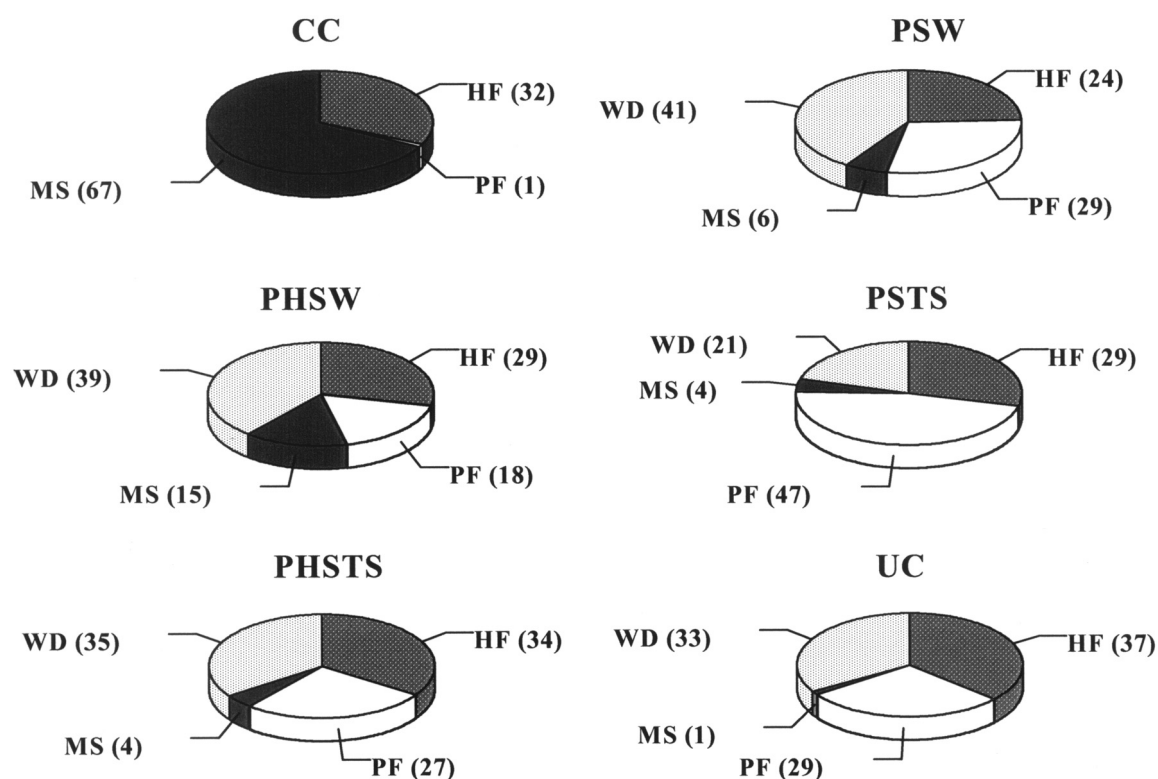 CC
HF (32)
PF (1)
MS (67)
PSW
HF (24)
WD (41)
PF (29)
MS (6)
PHSW
HF (29)
WD (39)
PF (18)
MS (15)
PSTS
WD (21)
HF (29)
MS (4)
PF (47)
PHSTS
WD (35)
HF (34)
MS (4)
PF (27)
UC
WD (33)
HF (37)
MS (1)
PF (29)